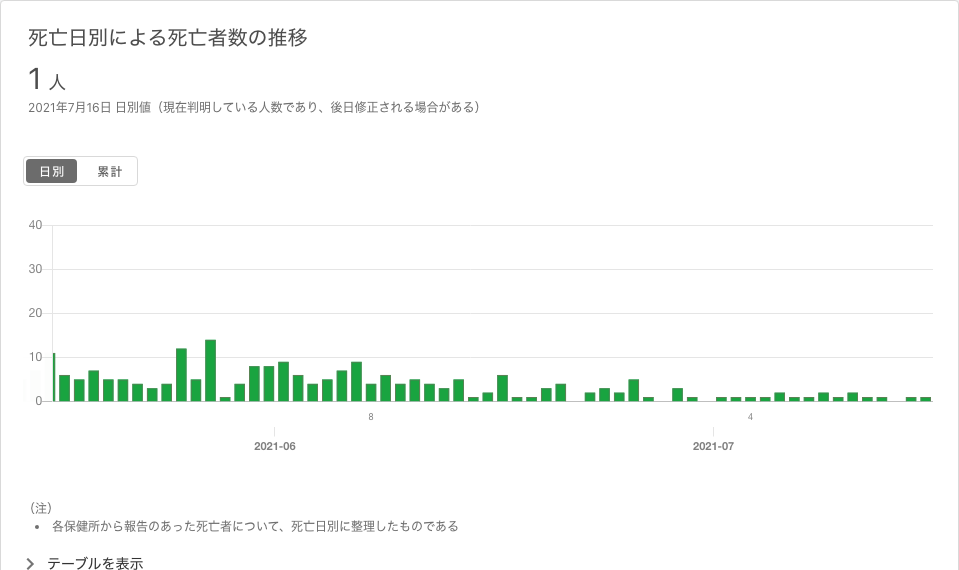 死亡日別による死亡者数の推移
1 人
2021年7月16日 日別値（現在判明している人数であり、後日修正される場合がある）
日別 累計
40
30
20
10
0
8 4
2021-06 2021-07
（注）
• 各保健所から報告のあった死亡者について、死亡日別に整理したものである
テーブルを表示